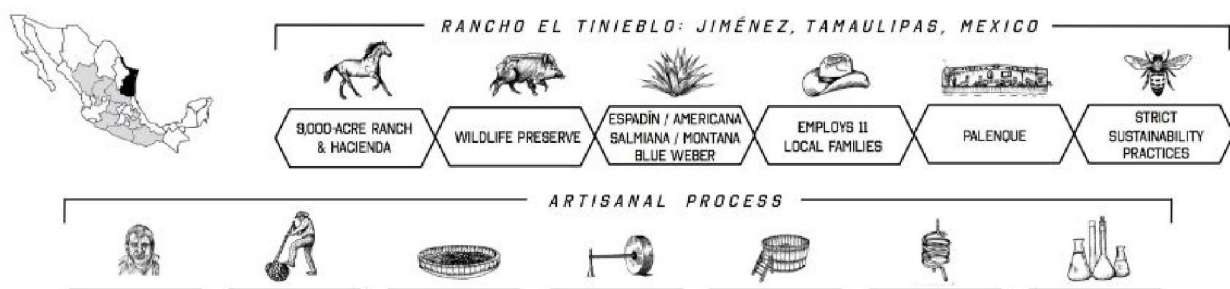 RANCHO EL TINIEBLO: JIMÉNEZ, TAMAULIPAS, MEXICO
9,000-ACRE RANCH
& HACIENDA
WILDLIFE PRESERVE
ESPADÍN / AMERICANA
SALMIANA / MONTANA
BLUE WEBER
EMPLOYS 11
LOCAL FAMILIES
PALENQUE
STRICT
SUSTAINABILITY
PRACTICES
ARTISANAL PROCESS